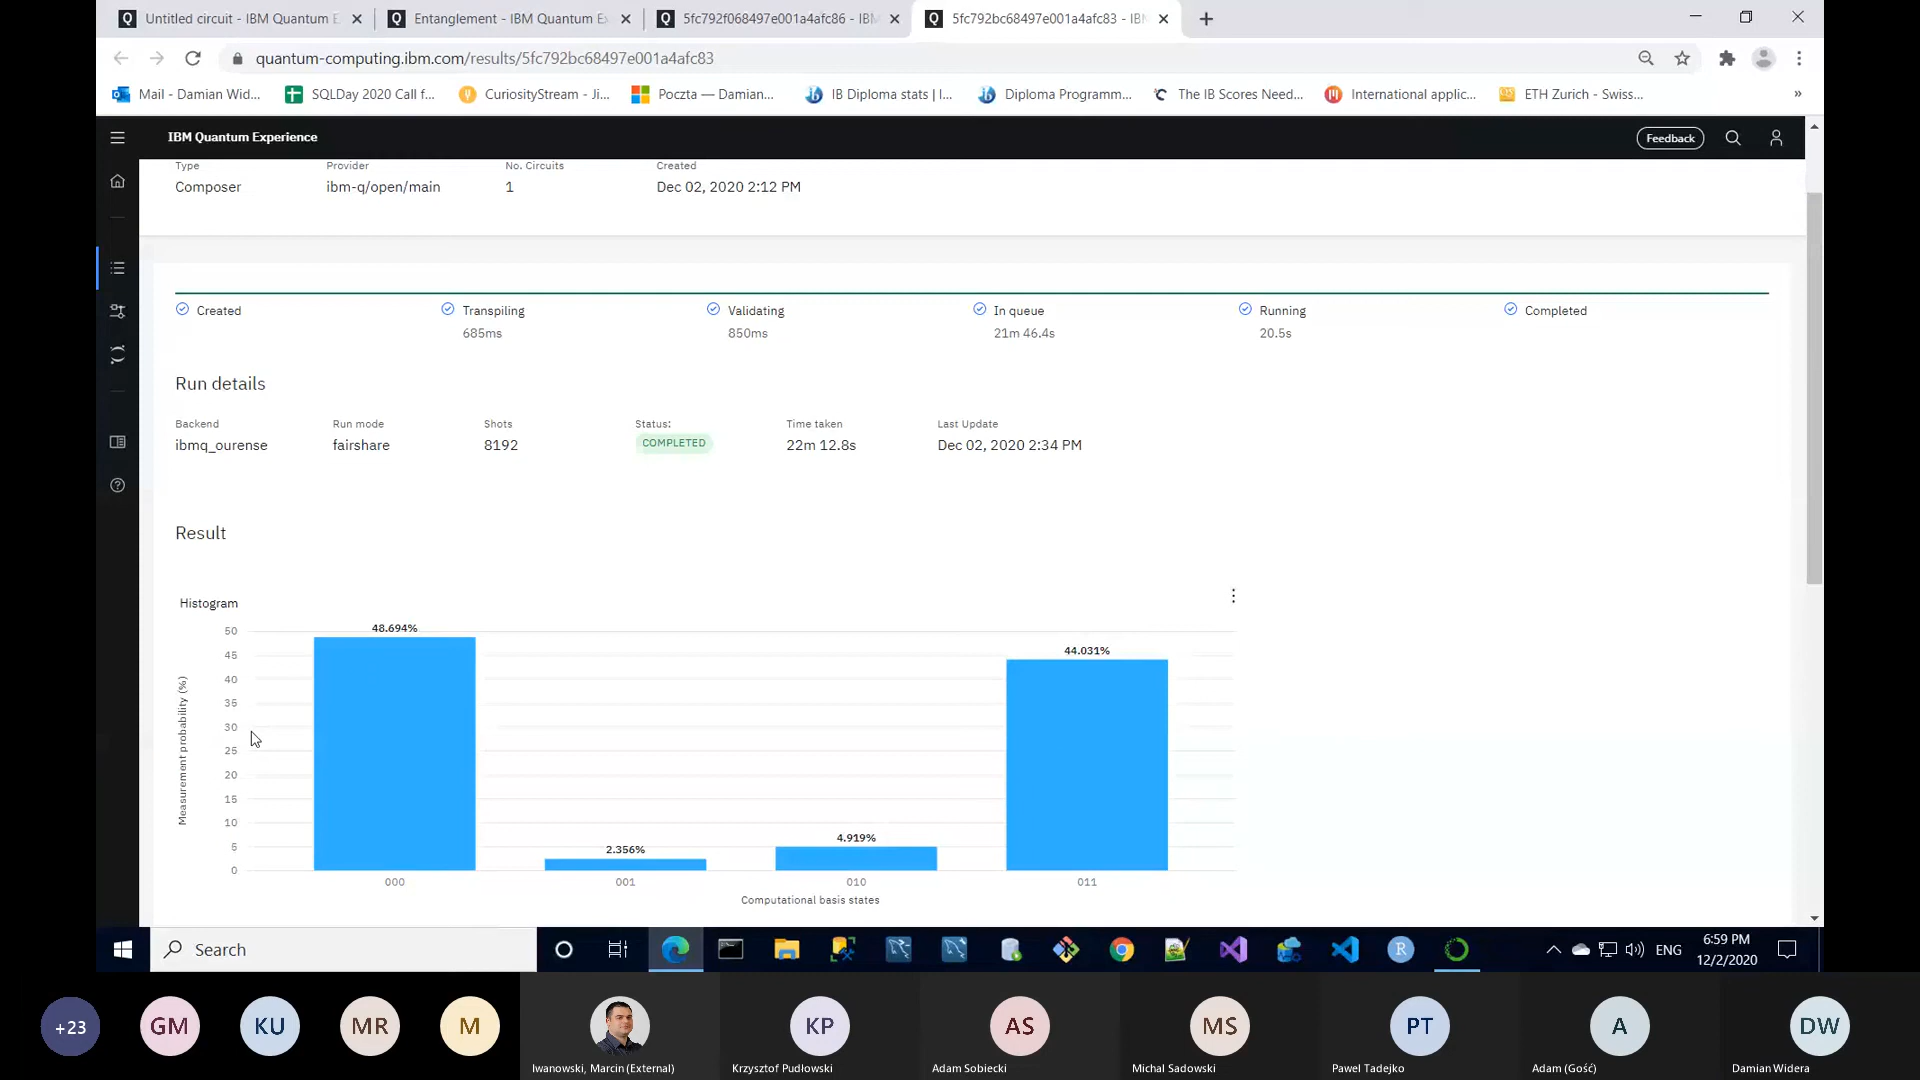 Untitled circuit - IBM Quantum E
Entanglement - IBM Quantum Ex
5fc792f068497e001a4afc86 - IBM
5fc792bc68497e001a4afc83 - IBM
quantum-computing.ibm.com/results/5fc792bc68497e001a4afc83
Mail - Damian Wid...
SQLDay 2020 Call f...
CuriosityStream - Ji...
Poczta — Damian...
IB Diploma stats | I...
Diploma Programm...
The IB Scores Need...
International applic...
ETH Zurich - Swiss...
»
IBM Quantum Experience
Feedback
Type
Provider
No. Circuits
Created
Composer
ibm-q/open/main
1
Dec 02, 2020 2:12 PM
Created
Transpiling
Validating
In queue
Running
Completed
685ms
850ms
21m 46.4s
20.5s
Run details
Backend
Run mode
Shots
Status:
Time taken
Last Update
ibmq_ourense
fairshare
8192
COMPLETED
22m 12.8s
Dec 02, 2020 2:34 PM
Result
Histogram
Measurement probability (%)
50
45
40
35
30
25
20
15
10
5
0
48.694%
2.356%
4.919%
44.031%
000
001
010
011
Computational basis states
Search
R
ENG
6:59 PM
12/2/2020
+23
GM
KU
MR
M
KP
AS
MS
PT
A
DW
Iwanowski, Marcin (External)
Krzysztof Pudłowski
Adam Sobiecki
Michal Sadowski
Pawel Tadejko
Adam (Gość)
Damian Widera